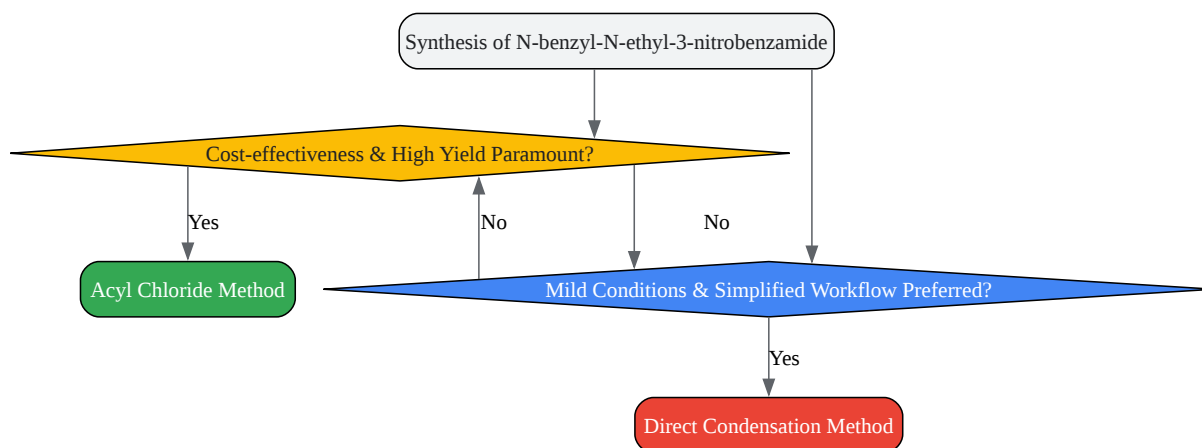 Synthesis of N-benzyl-N-ethyl-3-nitrobenzamide
Cost-effectiveness & High Yield Paramount?
Yes
No
No
Acyl Chloride Method
Mild Conditions & Simplified Workflow Preferred?
Yes
Direct Condensation Method